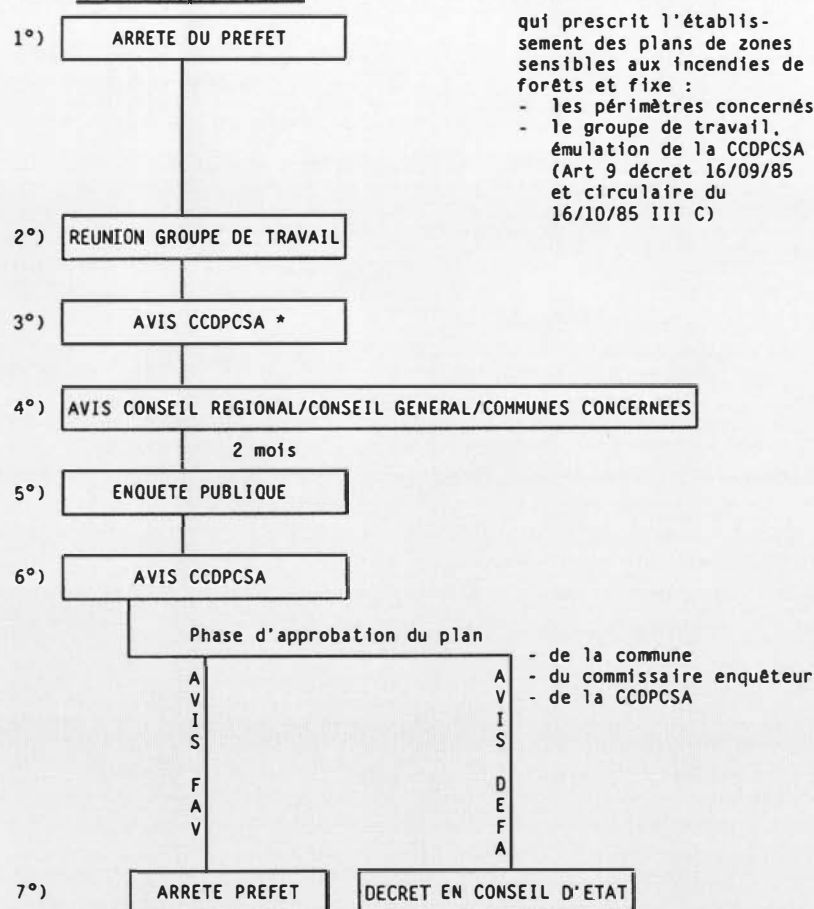 1°) ARRETE DU PREFET
qui prescrit l'établis-
sement des plans de zones
sensibles aux incendies de
forêts et fixe :
- les périmètres concernés
- le groupe de travail,
émulation de la CCDPCSA
(Art 9 décret 16/09/85
et circulaire du
16/10/85 III C)
2°) REUNION GROUPE DE TRAVAIL
3°) AVIS CCDPCSA *
4°) AVIS CONSEIL REGIONAL/CONSEIL GENERAL/COMMUNES CONCERNEES
2 mois
5°) ENQUETE PUBLIQUE
6°) AVIS CCDPCSA
Phase d'approbation du plan
- de la commune
- du commissaire enquêteur
- de la CCDPCSA
AVIS FAV
AVIS DEFA
7°) ARRETE PREFET
DECRET EN CONSEIL D'ETAT